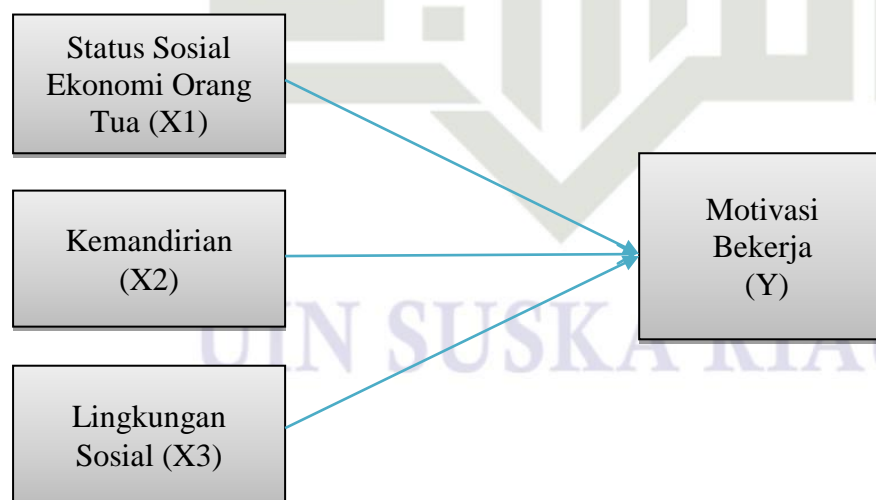 Status Sosial
Ekonomi Orang
Tua (X1)
Kemandirian
(X2)
Lingkungan
Sosial (X3)
Motivasi
Bekerja
(Y)
UIN SUSKA RIAU